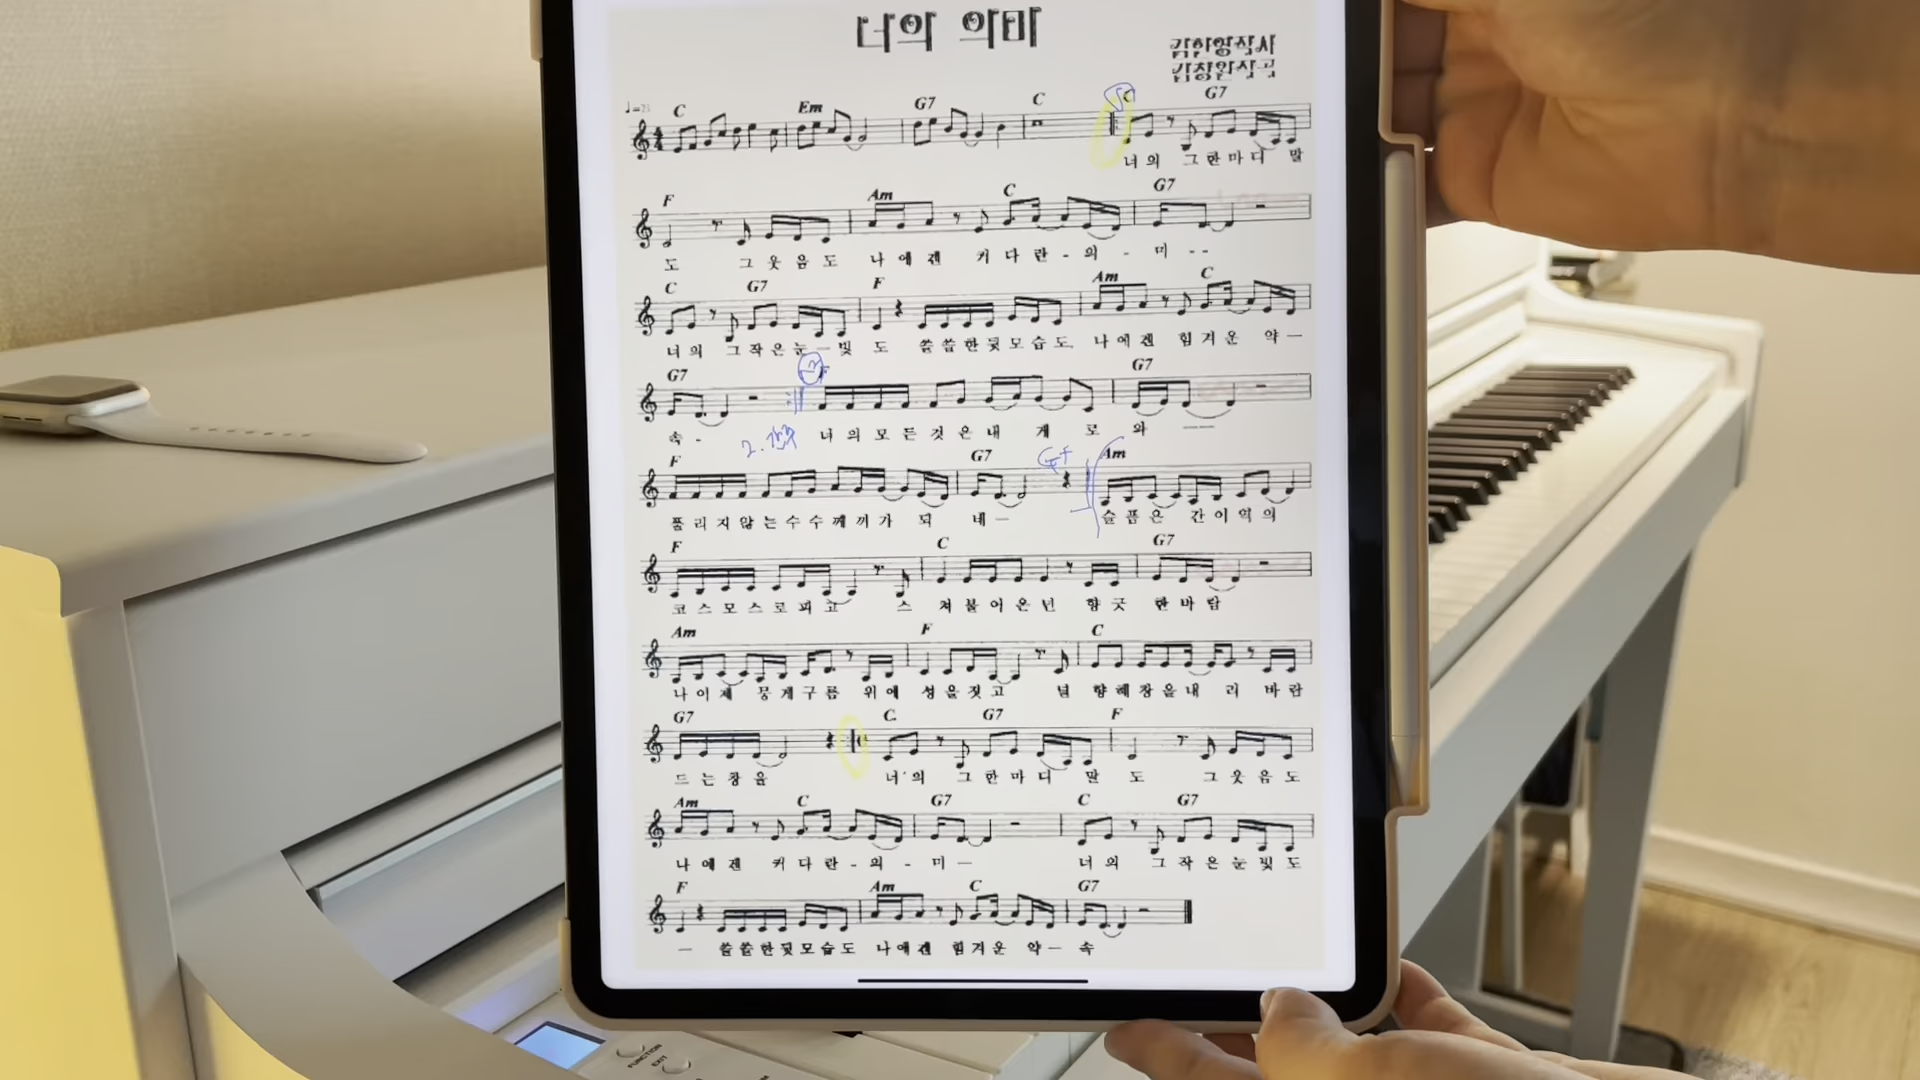 너의 의미
김한영작사
김창완작곡
C Em G7 C C G7
너의 그한마디 말
F Am C G7
도 그웃음도 나에겐 커다란-의-미--
C G7 F Am C
너의 그작은눈-빛 도 쓸쓸한뒷모습도 나에겐 힘겨운 약-
G7 G7
속- 2. 너의모든것은내 게 로 와
F G7 Am
풀리지않는수수께끼가 되 네- 슬픔은 간이역의
F C G7
코스모스로피고 스 쳐불어온넌 향긋 한바람
Am F C
나이제 뭉게구름 위에 성을짓고 널 향해창을내 리 바람
G7 C G7 F
드는창을 너의 그한마디 말 도 그웃음도
Am C G7 C G7
나에겐 커다란-의-미- 너의 그작은눈빛도
F Am C G7
- 쓸쓸한뒷모습도 나에겐 힘겨운 약- 속
FUNCTION
EXIT